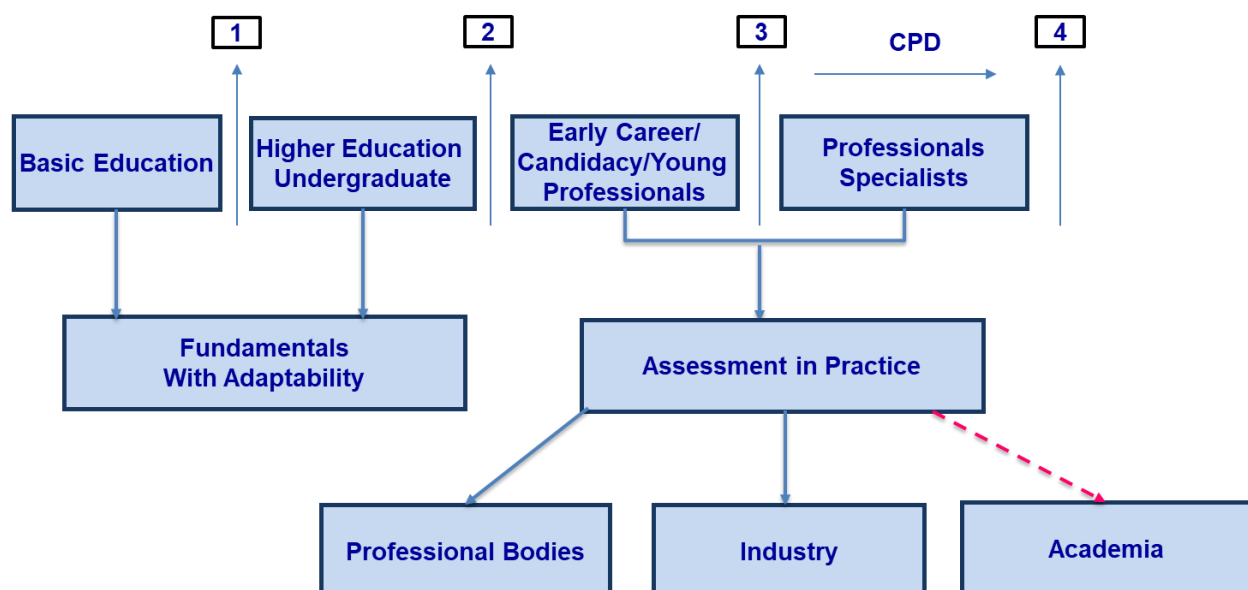 1
2
3
CPD
4
Basic Education
Higher Education
Undergraduate
Early Career/
Candidacy/Young
Professionals
Professionals
Specialists
Fundamentals
With Adaptability
Assessment in Practice
Professional Bodies
Industry
Academia